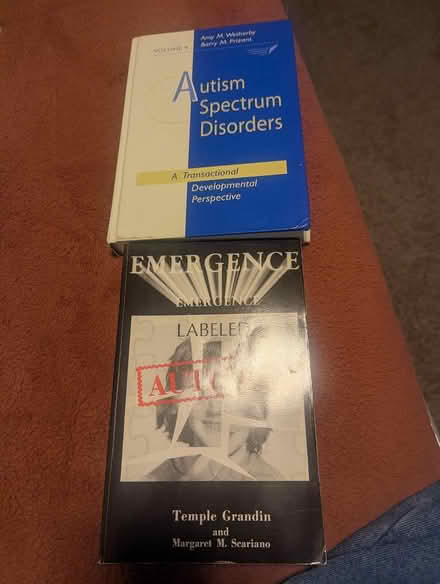 VOLUME 9
Amy M. Wetherby
Barry M. Prizant
Autism
Spectrum
Disorders
A Transactional
Developmental
Perspective
EMERGENCE
EMERGENCE
LABELED
AUT
Temple Grandin
and
Margaret M. Scariano